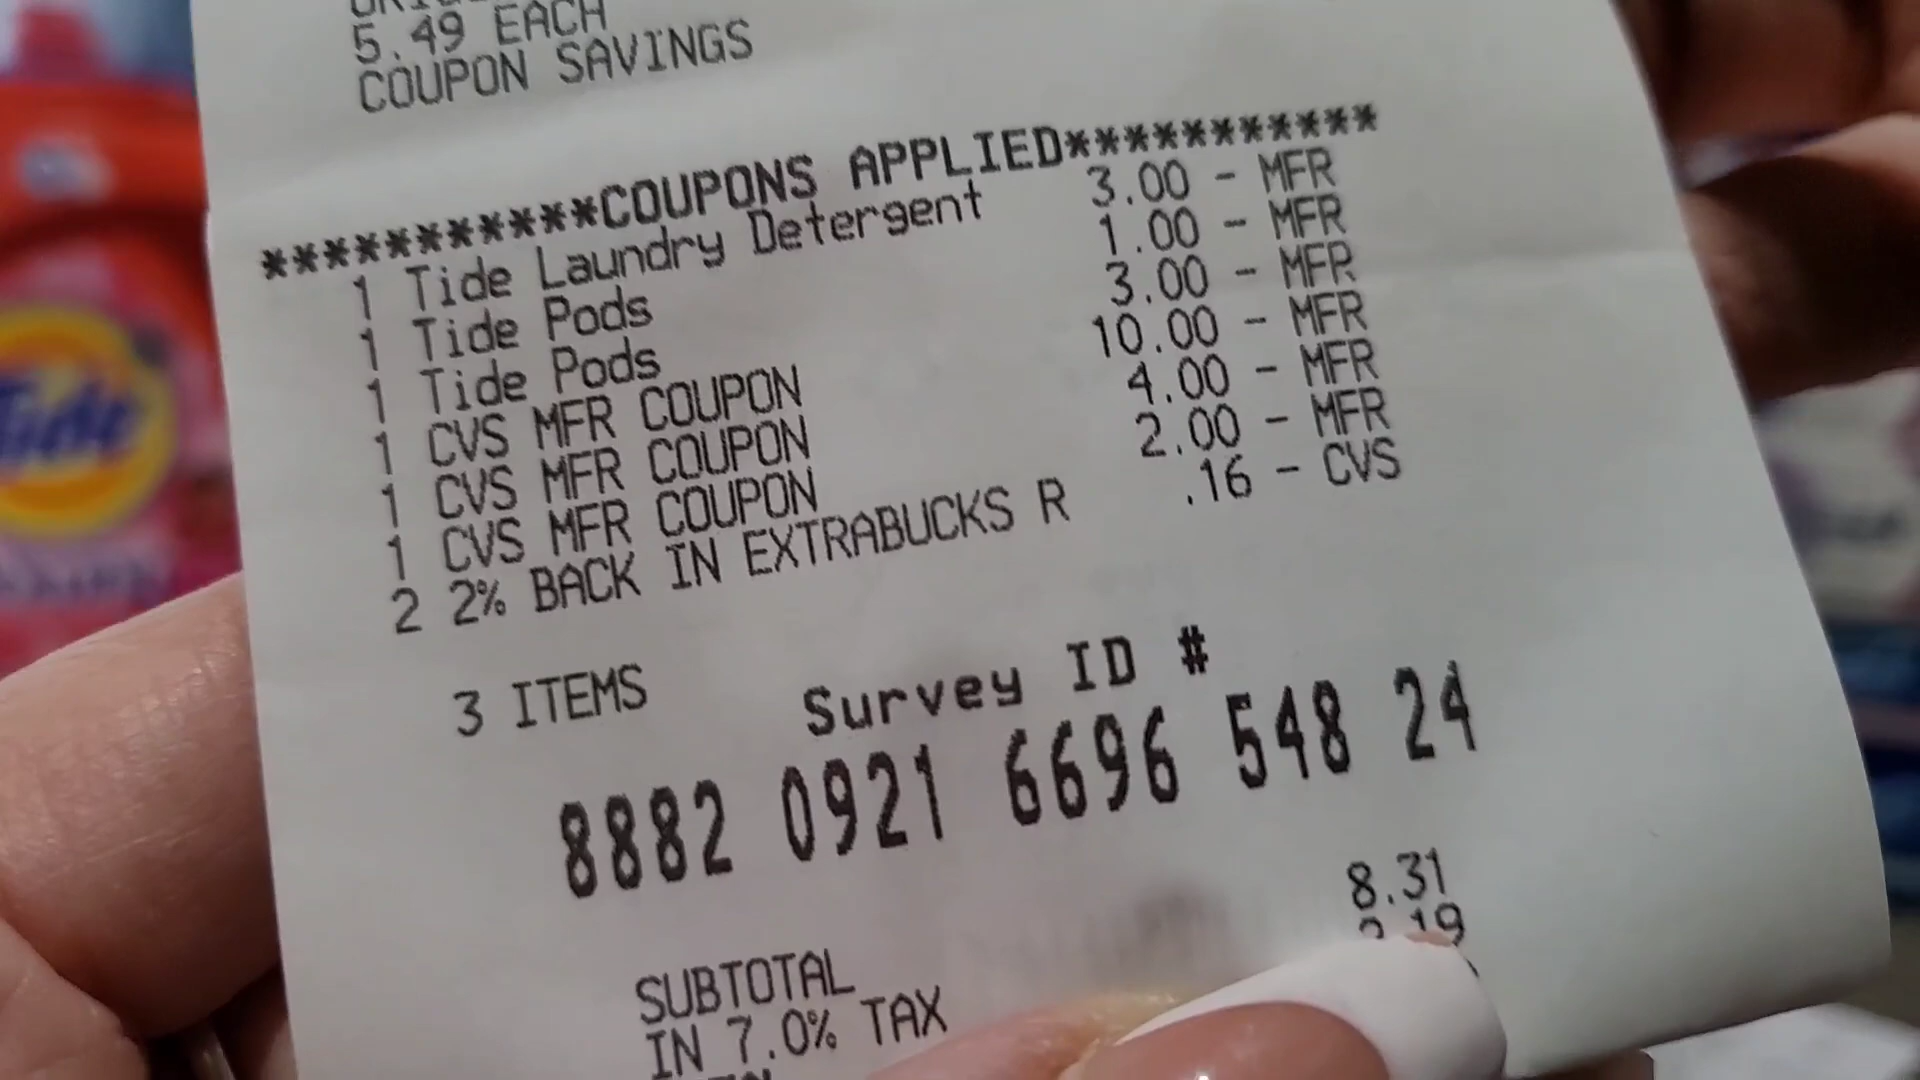 5.49 EACH
COUPON SAVINGS
***********COUPONS APPLIED***********
1 Tide Laundry Detergent 3.00 - MFR
1 Tide Pods 1.00 - MFR
1 Tide Pods 3.00 - MFR
1 CVS MFR COUPON 10.00 - MFR
1 CVS MFR COUPON 4.00 - MFR
1 CVS MFR COUPON 2.00 - MFR
2 2% BACK IN EXTRABUCKS R .16 - CVS
3 ITEMS
Survey ID #
8882 0921 6696 548 24
SUBTOTAL 8.31
IN 7.0% TAX
Tide